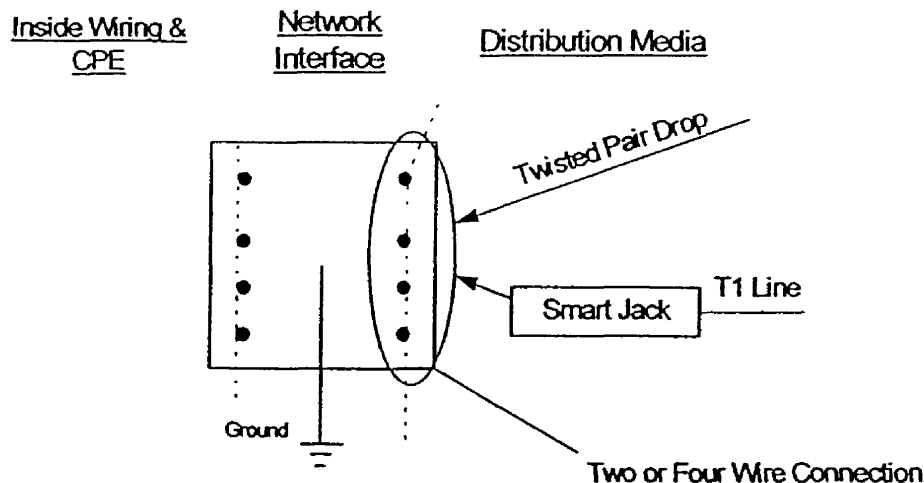 Inside Wiring &
CPE
Network
Interface
Distribution Media
Twisted Pair Drop
Smart Jack
T1 Line
Ground
Two or Four Wire Connection